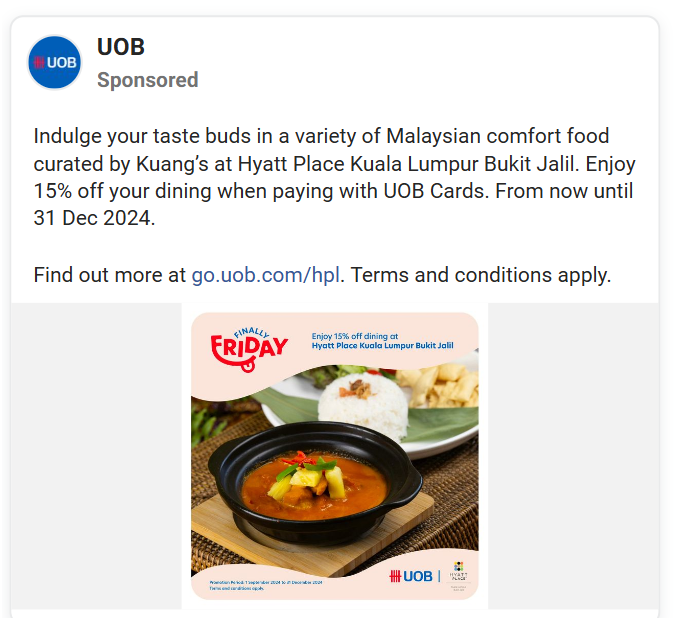 UOB
UOB
Sponsored
Indulge your taste buds in a variety of Malaysian comfort food
curated by Kuang’s at Hyatt Place Kuala Lumpur Bukit Jalil. Enjoy
15% off your dining when paying with UOB Cards. From now until
31 Dec 2024.
Find out more at go.uob.com/hpl. Terms and conditions apply.
FINALLY
FRIDAY
Enjoy 15% off dining at
Hyatt Place Kuala Lumpur Bukit Jalil
Promotion Period: 1 September 2024 to 31 December 2024
Terms and conditions apply.
UOB
HYATT
PLACE